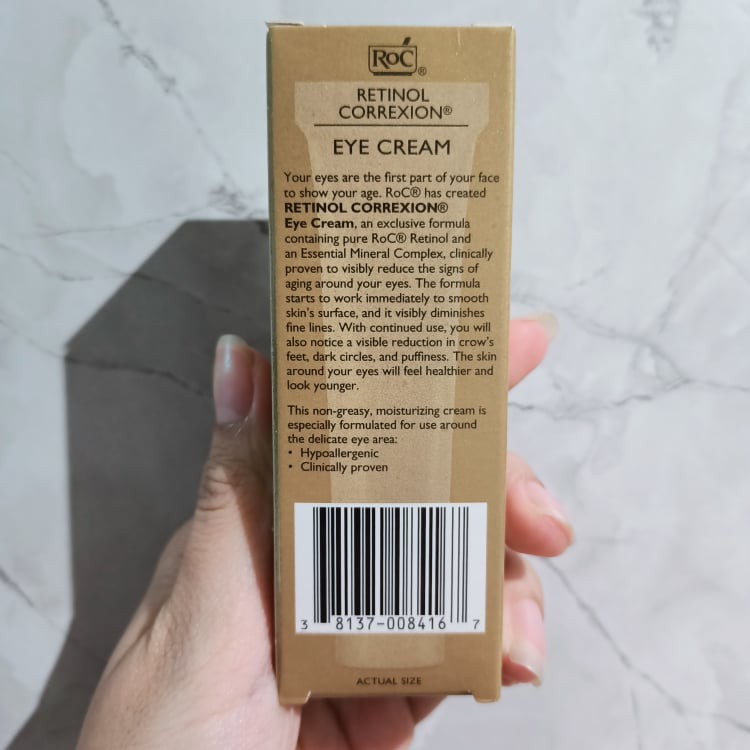 RoC®
RETINOL
CORREXION®
EYE CREAM
Your eyes are the first part of your face
to show your age. RoC® has created
RETINOL CORREXION®
Eye Cream, an exclusive formula
containing pure RoC® Retinol and
an Essential Mineral Complex, clinically
proven to visibly reduce the signs of
aging around your eyes. The formula
starts to work immediately to smooth
skin's surface, and it visibly diminishes
fine lines. With continued use, you will
also notice a visible reduction in crow's
feet, dark circles, and puffiness. The skin
around your eyes will feel healthier and
look younger.
This non-greasy, moisturizing cream is
especially formulated for use around
the delicate eye area:
• Hypoallergenic
• Clinically proven
3 8137-008416 7
ACTUAL SIZE